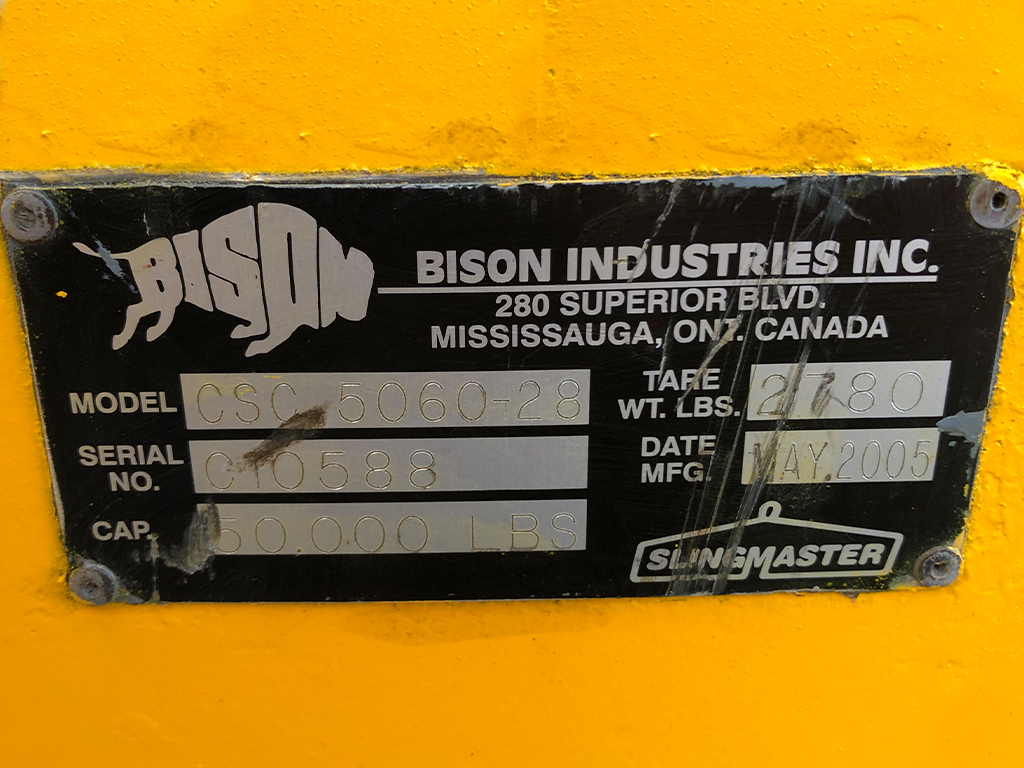 BISON
BISON INDUSTRIES INC.
280 SUPERIOR BLVD.
MISSISSAUGA, ONT. CANADA
MODEL CSC 5060-28
TARE WT. LBS. 2780
SERIAL NO. C10588
DATE MFG. MAY.2005
CAP. 50,000 LBS
SLINGMASTER